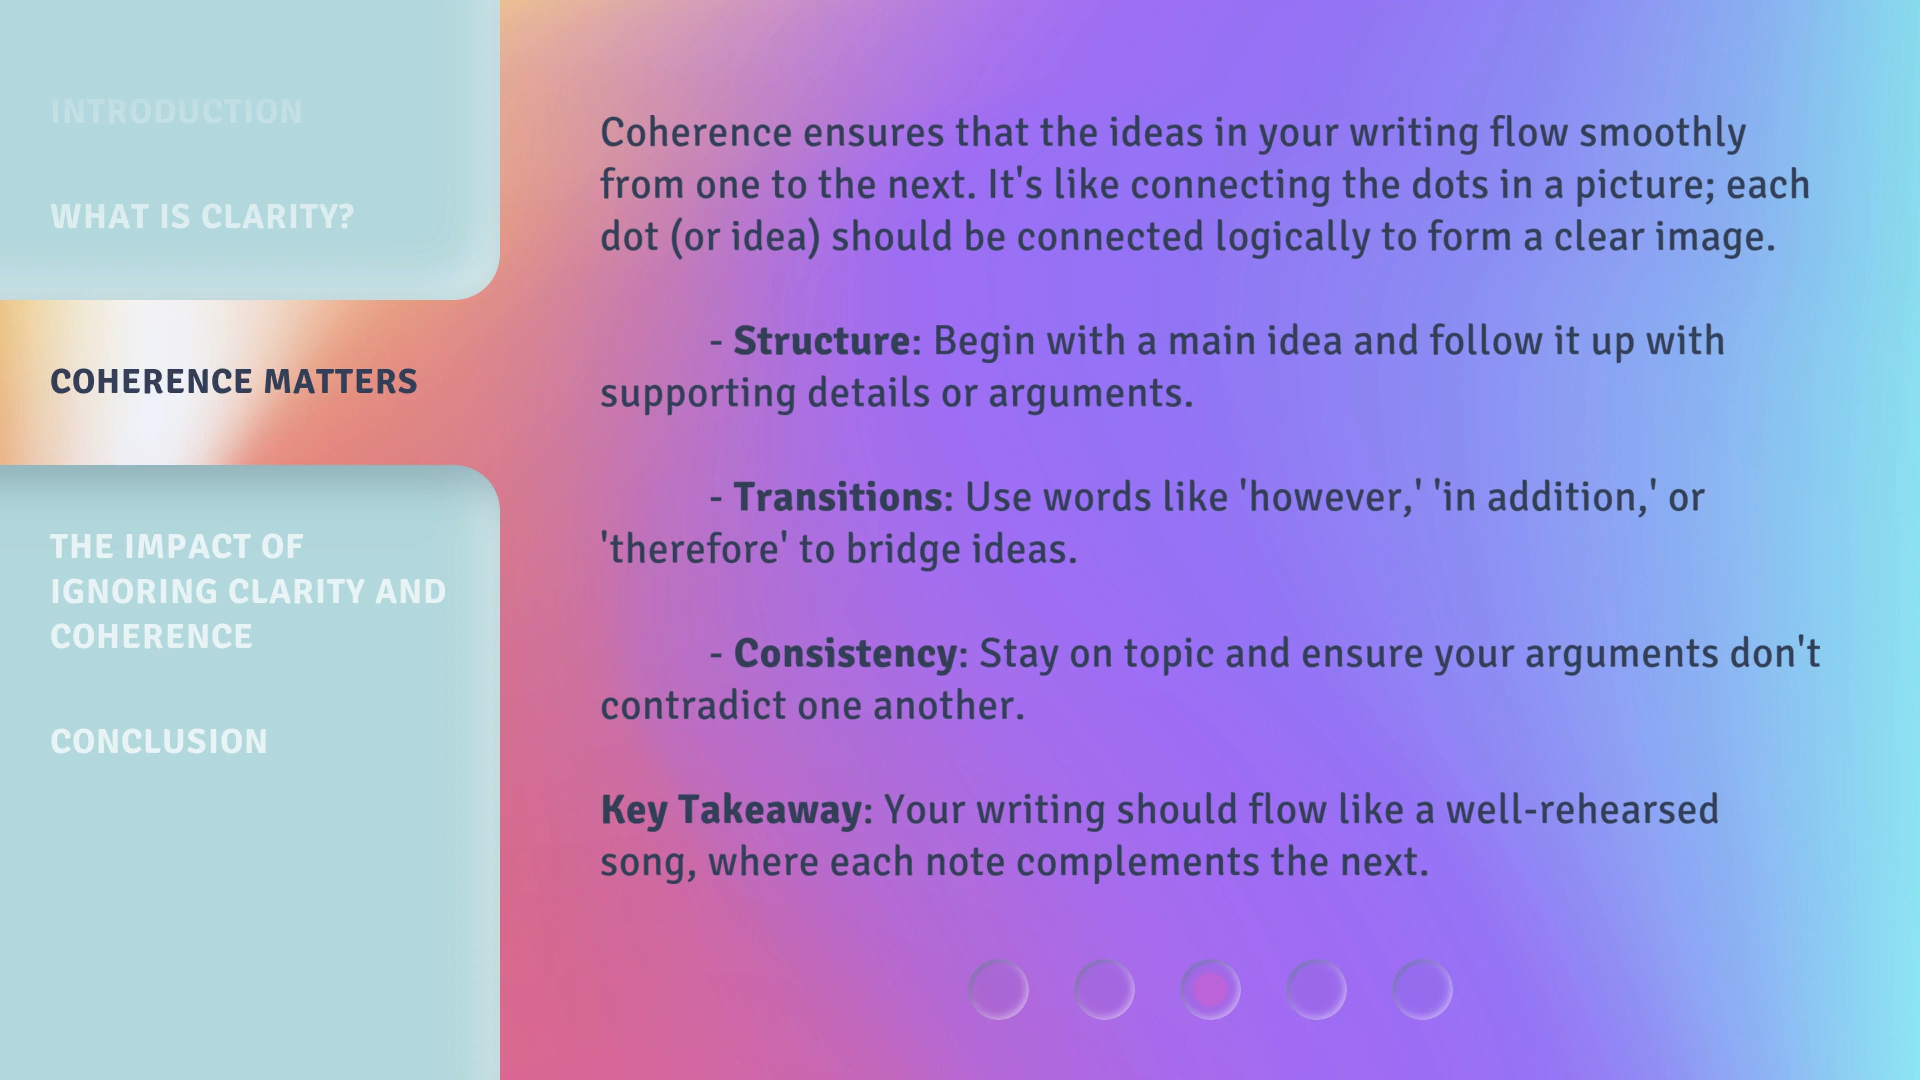 INTRODUCTION
WHAT IS CLARITY?
COHERENCE MATTERS
THE IMPACT OF
IGNORING CLARITY AND
COHERENCE
CONCLUSION
Coherence ensures that the ideas in your writing flow smoothly
from one to the next. It's like connecting the dots in a picture; each
dot (or idea) should be connected logically to form a clear image.
- Structure: Begin with a main idea and follow it up with
supporting details or arguments.
- Transitions: Use words like 'however,' 'in addition,' or
'therefore' to bridge ideas.
- Consistency: Stay on topic and ensure your arguments don't
contradict one another.
Key Takeaway: Your writing should flow like a well-rehearsed
song, where each note complements the next.